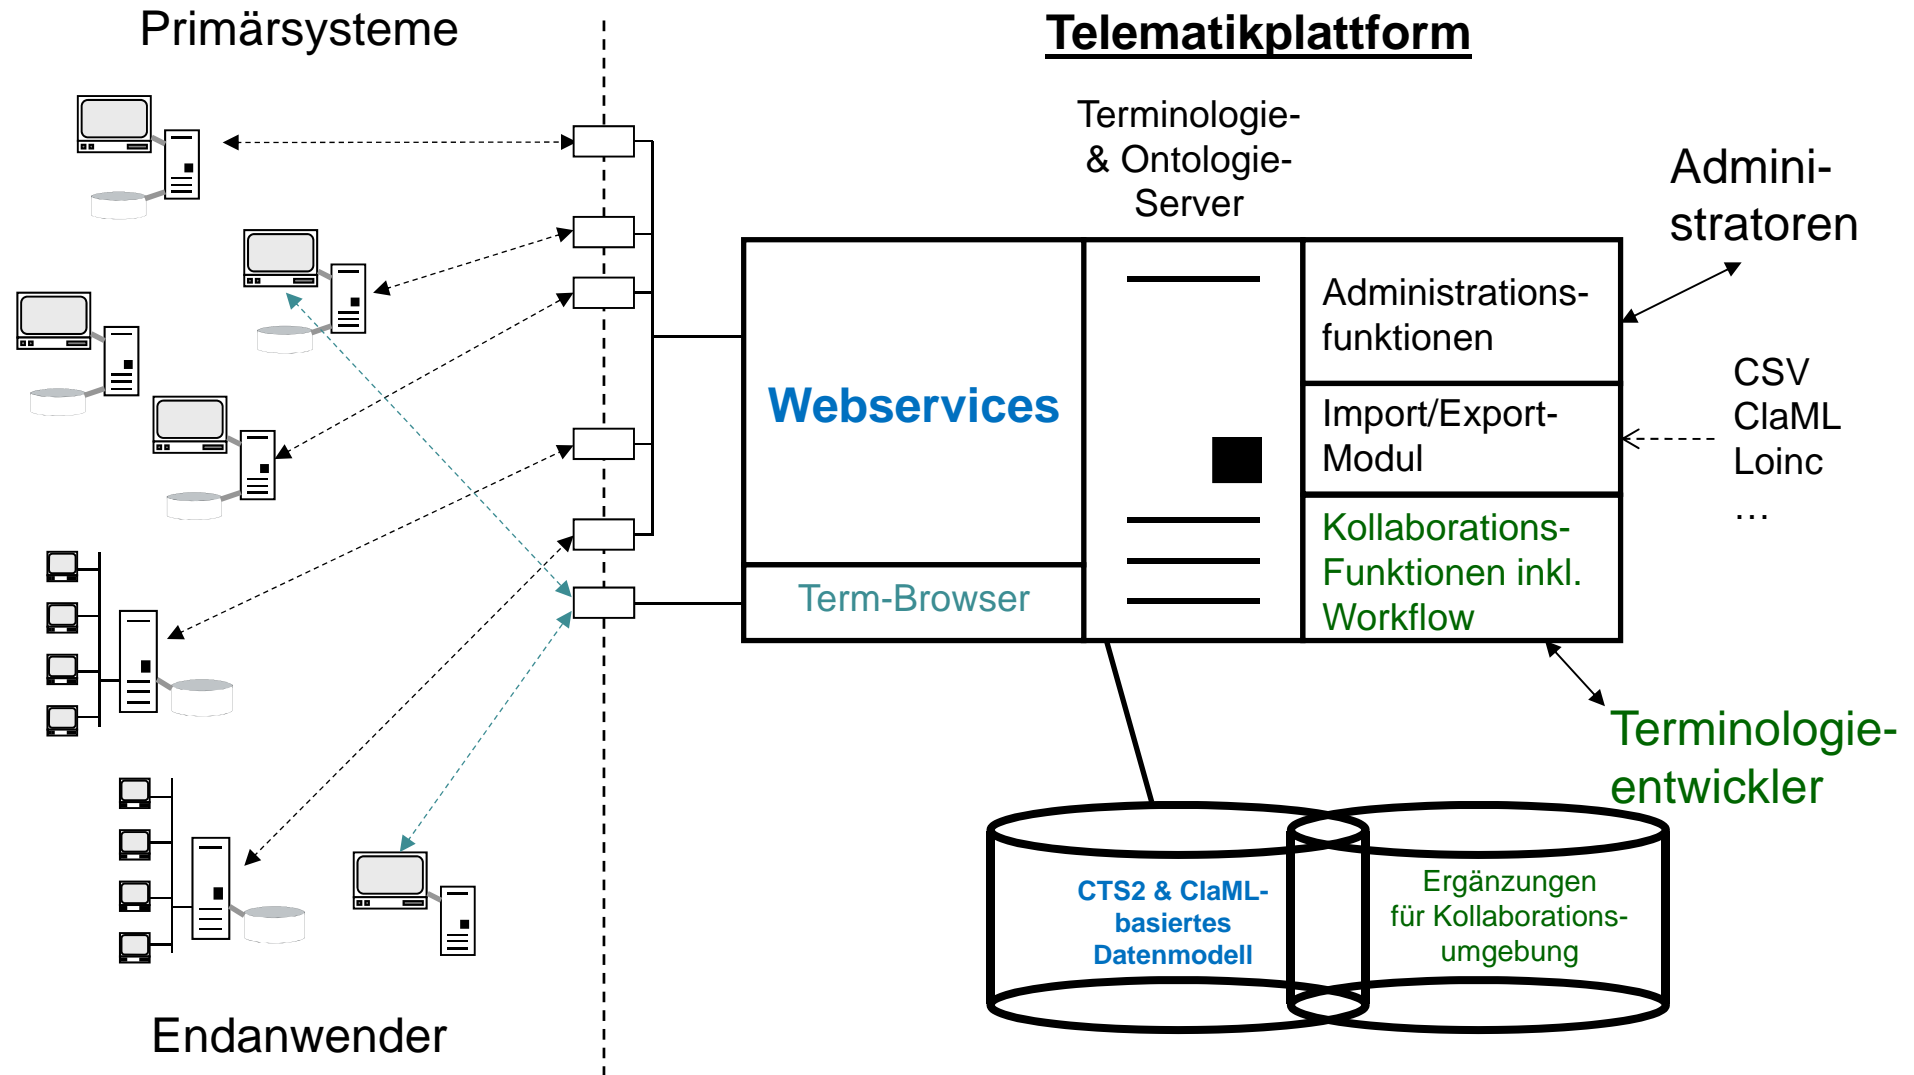 Primärsysteme
Telematikplattform
Terminologie-
& Ontologie-
Server
Admini-
stratoren
Administrations-
funktionen
Webservices
Import/Export-
Modul
CSV
ClaML
Loinc
…
Kollaborations-
Funktionen inkl.
Workflow
Term-Browser
Terminologie-
entwickler
CTS2 & ClaML-
basiertes
Datenmodell
Ergänzungen
für Kollaborations-
umgebung
Endanwender